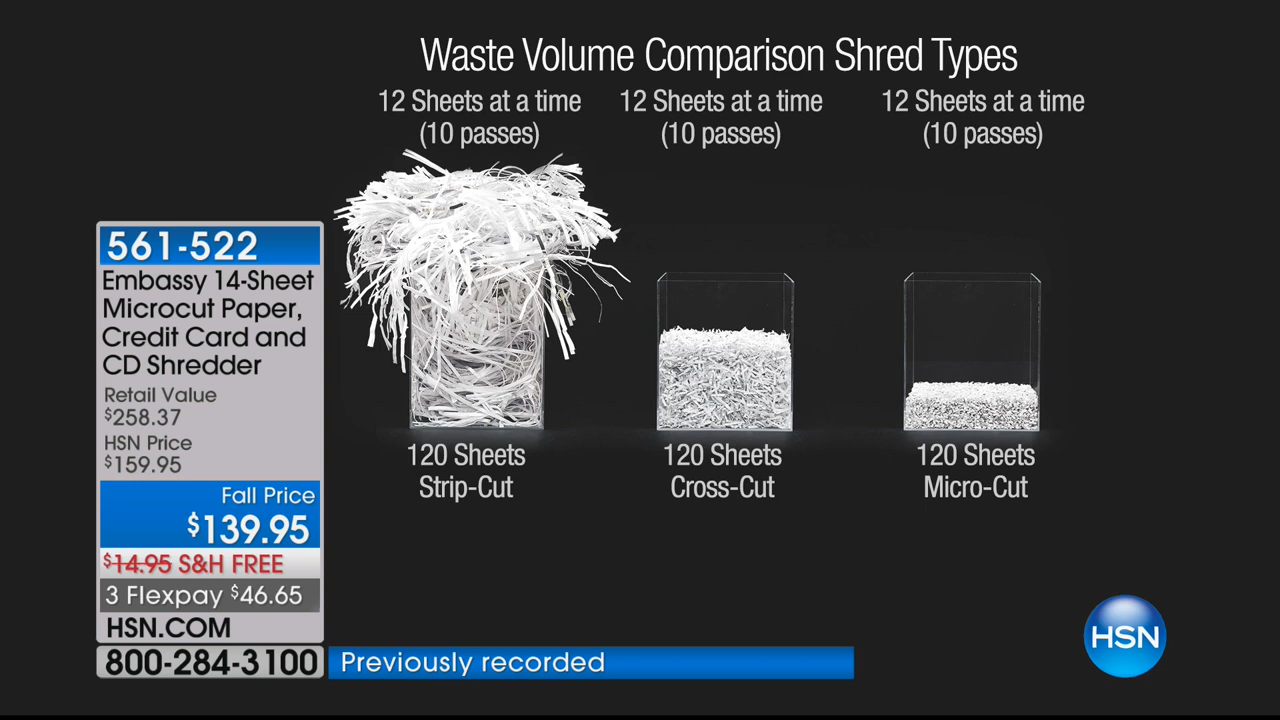 Waste Volume Comparison Shred Types
12 Sheets at a time
(10 passes)
12 Sheets at a time
(10 passes)
12 Sheets at a time
(10 passes)
120 Sheets
Strip-Cut
120 Sheets
Cross-Cut
120 Sheets
Micro-Cut
561-522
Embassy 14-Sheet
Microcut Paper,
Credit Card and
CD Shredder
Retail Value
$258.37
HSN Price
$159.95
Fall Price
$139.95
$14.95 S&H FREE
3 Flexpay $46.65
HSN.COM
800-284-3100
Previously recorded
HSN